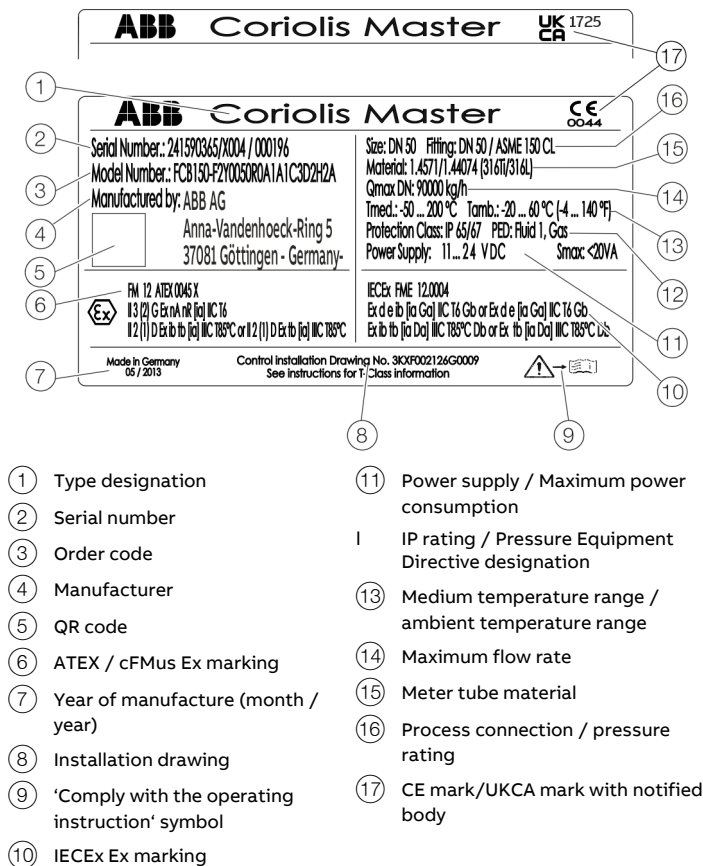 ABB Coriolis Master UK CA 1725
17
1
ABB Coriolis Master CE 0044
16
2
Serial Number.: 241590365/X004 / 000196
Size: DN 50 Fitting: DN 50 / ASME 150 CL
15
Model Number.: FCB150-F2Y0050R0A1A1C3D2H2A
Material: 1.4571/1.44074 (316Ti/316L)
3
Qmax DN: 90000 kg/h
14
4
Manufactured by: ABB AG
Tmed.: -50 ... 200 °C Tamb.: -20 ... 60 °C (-4 ... 140 °F)
13
Anna-Vandenhoeck-Ring 5
Protection Class: IP 65/67 PED: Fluid 1, Gas
12
5
37081 Göttingen - Germany-
Power Supply: 11...24 V DC Smax: <20VA
11
6
FM 12 ATEX 0045 X
II 3 (2) G Ex nA nR [ia] IIC T6
II 2 (1) D Ex ib tb [ia] IIIC T85°C or II 2 (1) D Ex tb [ia] IIIC T85°C
IECEx FME 12.0004
Ex d e ib [ia Ga] IIC T6 Gb or Ex d e [ia Ga] IIC T6 Gb
Ex ib tb [ia Da] IIIC T85°C Db or Ex tb [ia Da] IIIC T85°C Db
10
7
Made in Germany
05 / 2013
Control installation Drawing No. 3KXF002126G0009
See instructions for T-Class information
8
9
1 Type designation
2 Serial number
3 Order code
4 Manufacturer
5 QR code
6 ATEX / cFMus Ex marking
7 Year of manufacture (month /
year)
8 Installation drawing
9 ‘Comply with the operating
instruction‘ symbol
10 IECEx Ex marking
11 Power supply / Maximum power
consumption
I IP rating / Pressure Equipment
Directive designation
13 Medium temperature range /
ambient temperature range
14 Maximum flow rate
15 Meter tube material
16 Process connection / pressure
rating
17 CE mark/UKCA mark with notified
body